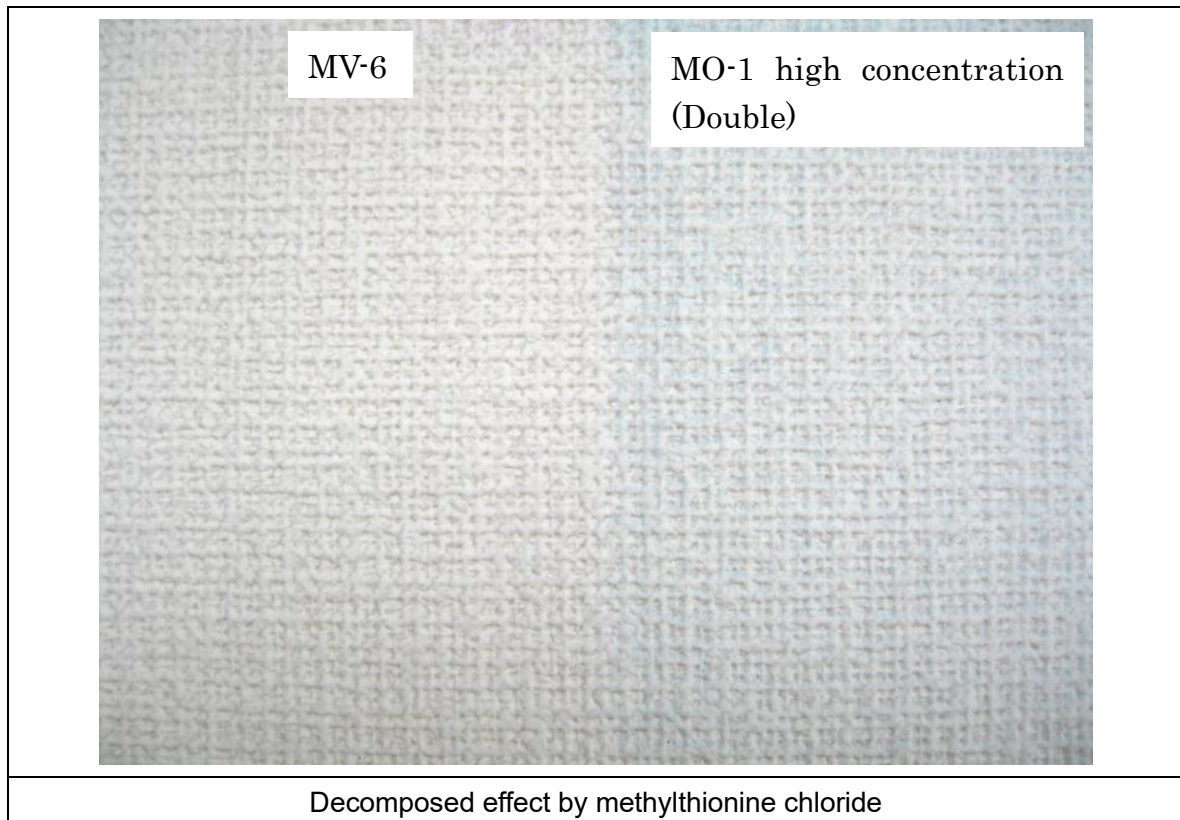 MV-6
MO-1 high concentration
(Double)
Decomposed effect by methylthionine chloride